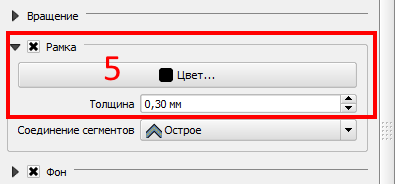 Вращение
Рамка
5
Цвет...
Толщина 0,30 мм
Соединение сегментов Острое
Фон